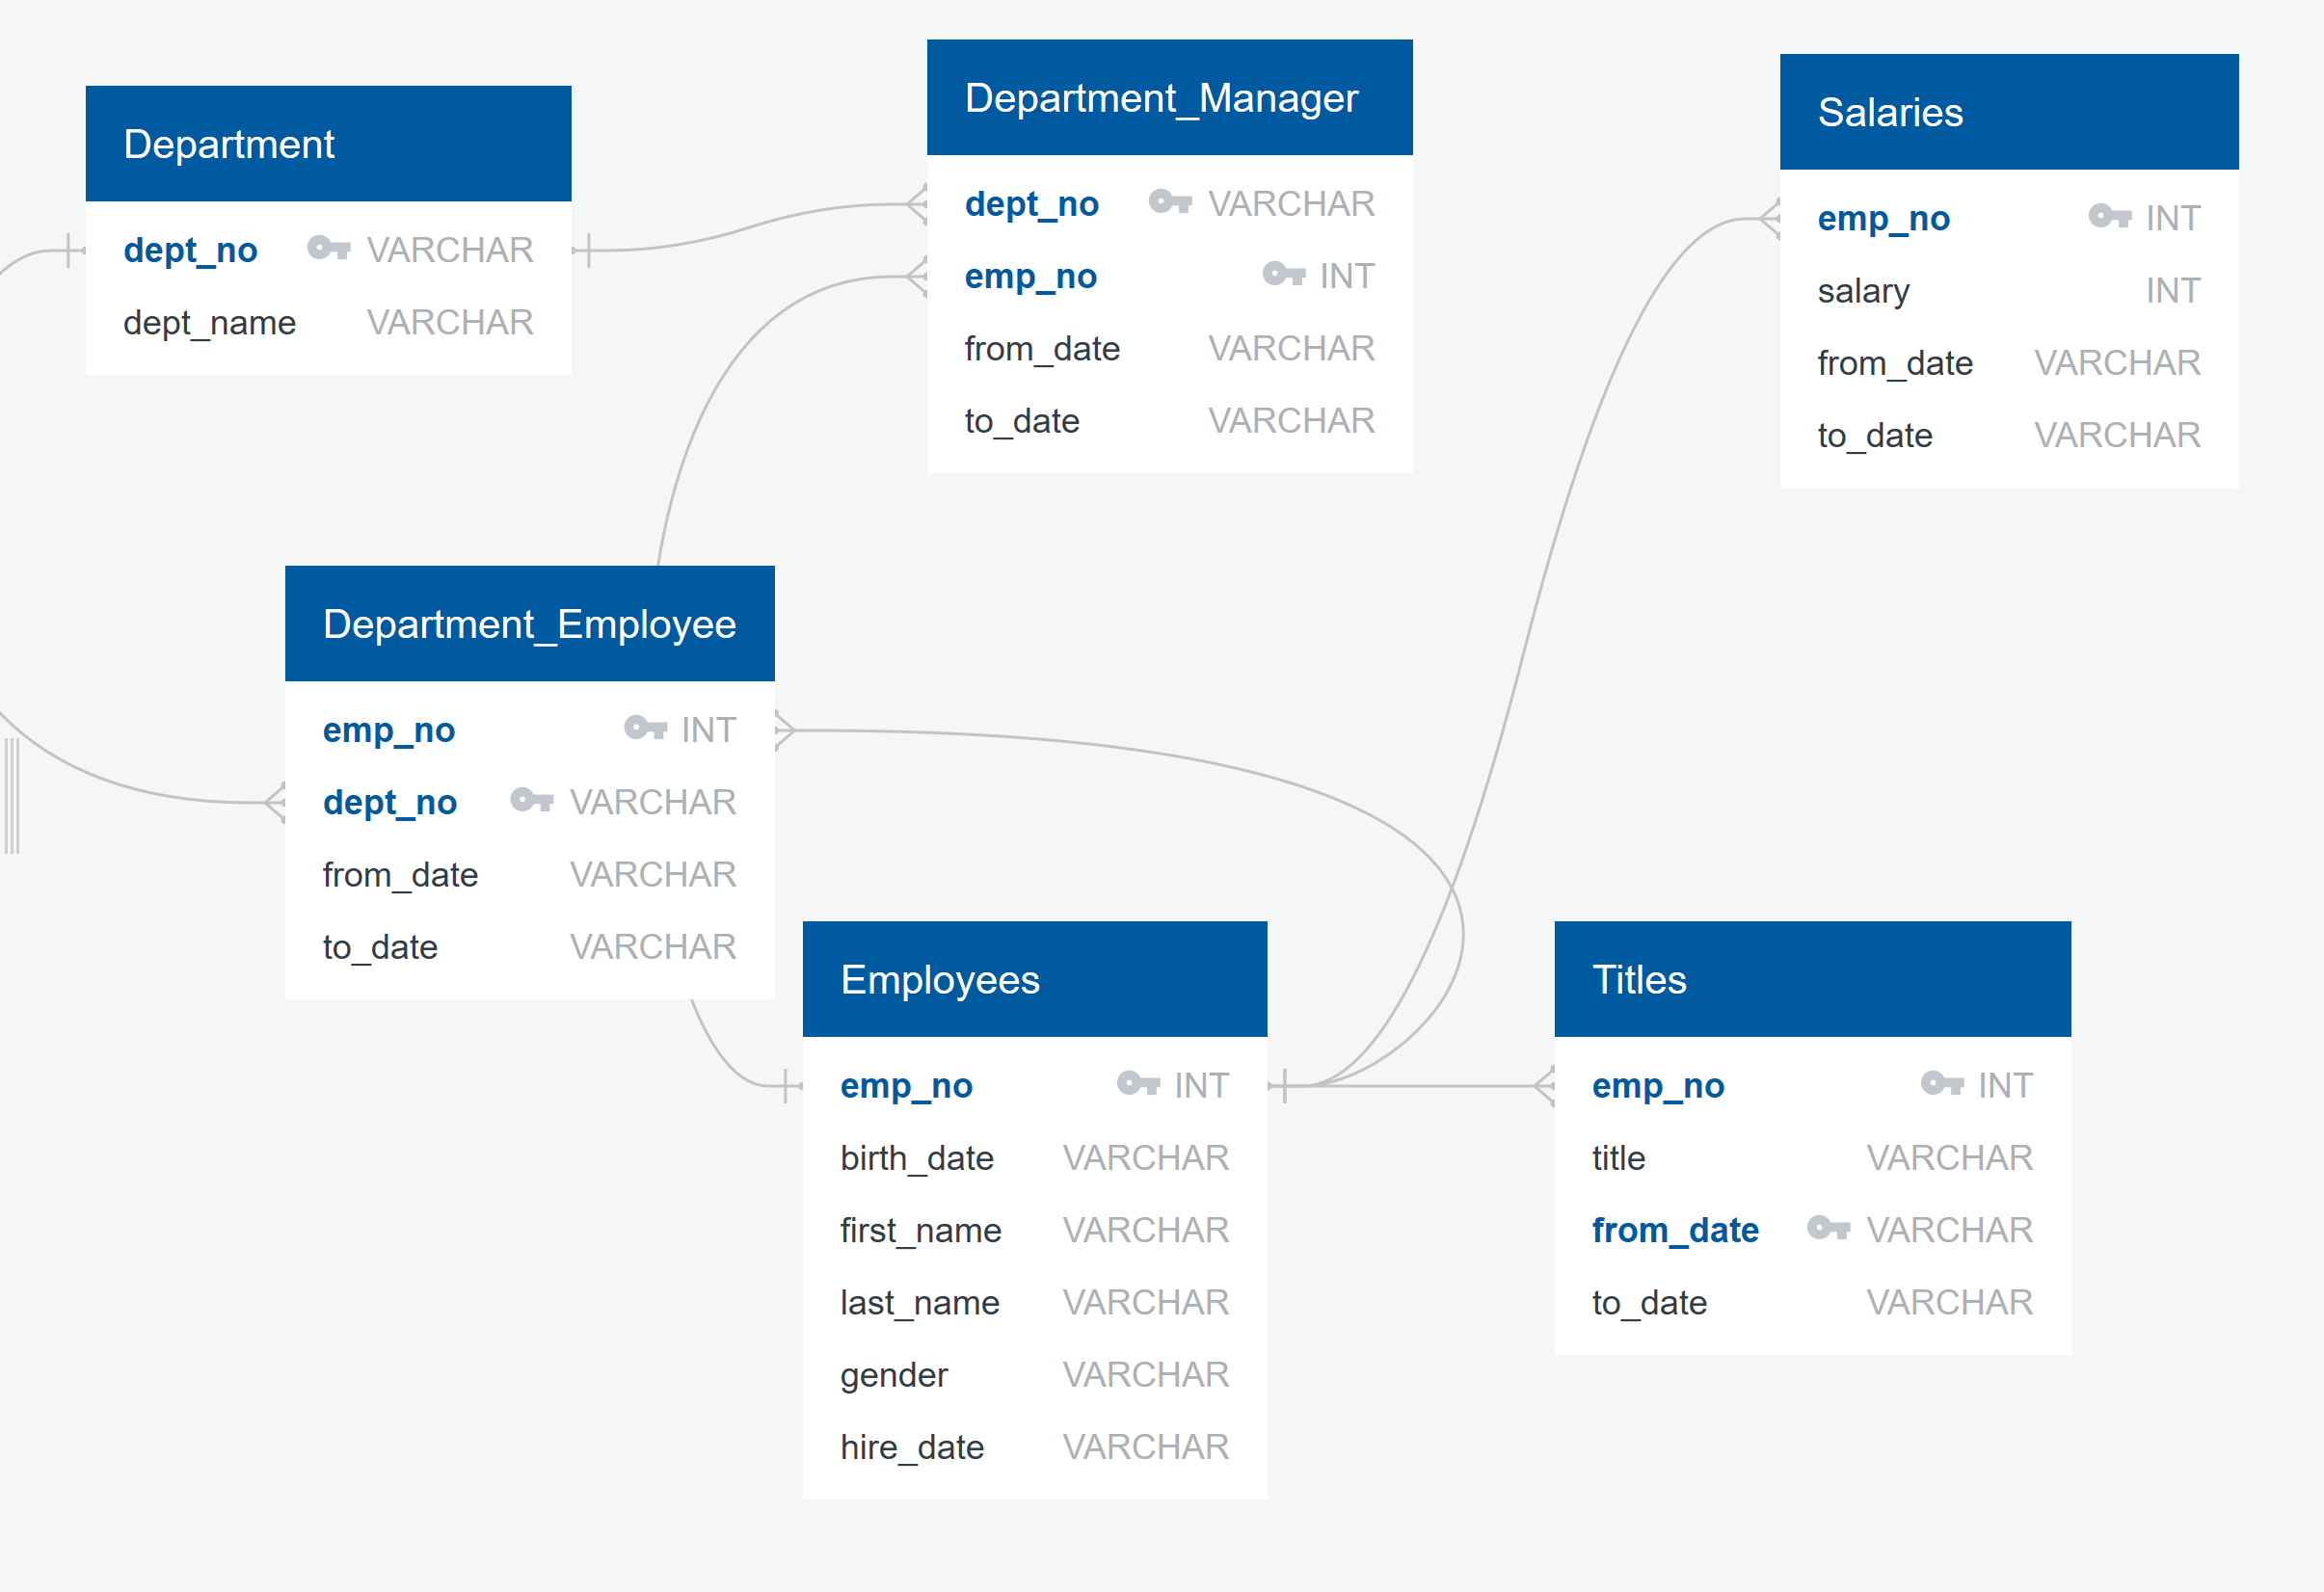 Department
dept_no VARCHAR
dept_name VARCHAR
Department_Manager
dept_no VARCHAR
emp_no INT
from_date VARCHAR
to_date VARCHAR
Salaries
emp_no INT
salary INT
from_date VARCHAR
to_date VARCHAR
Department_Employee
emp_no INT
dept_no VARCHAR
from_date VARCHAR
to_date VARCHAR
Employees
emp_no INT
birth_date VARCHAR
first_name VARCHAR
last_name VARCHAR
gender VARCHAR
hire_date VARCHAR
Titles
emp_no INT
title VARCHAR
from_date VARCHAR
to_date VARCHAR